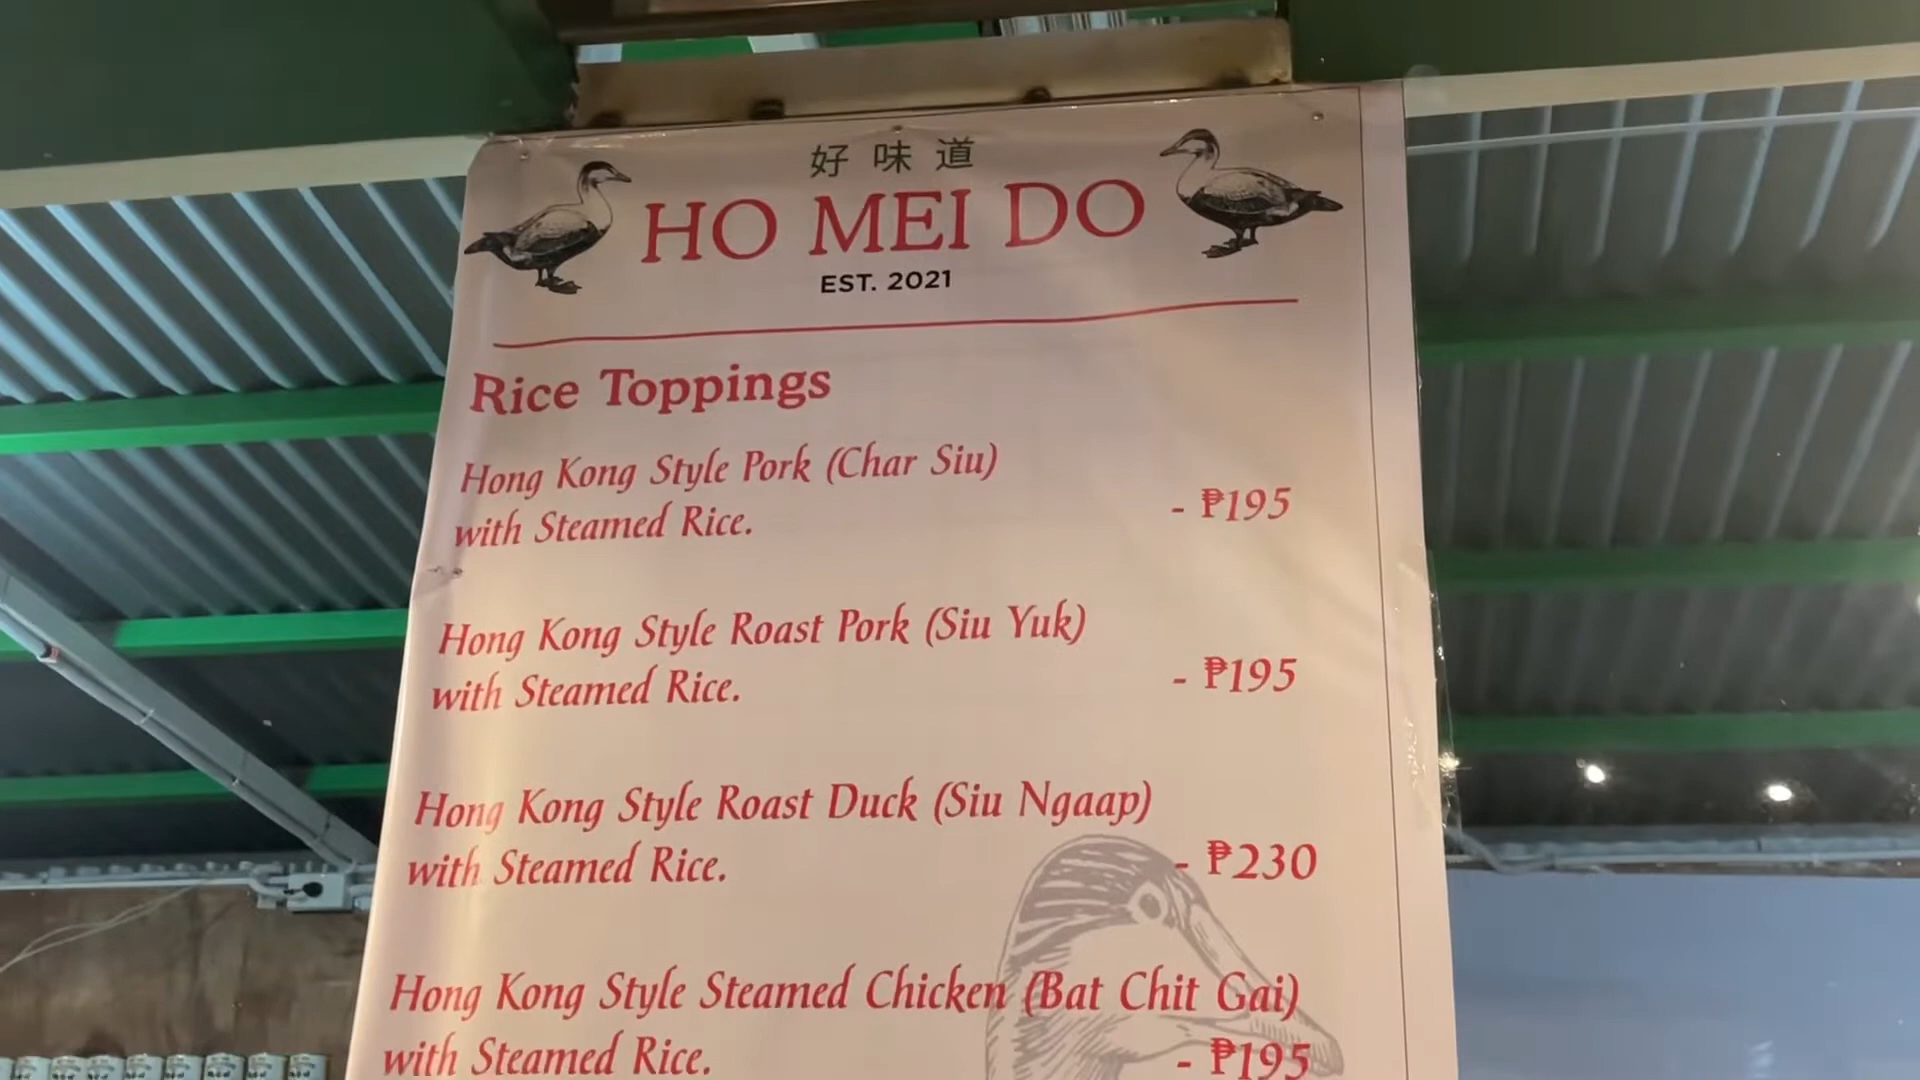 好味道
HO MEI DO
EST. 2021
Rice Toppings
Hong Kong Style Pork (Char Siu)
with Steamed Rice. - ₱195
Hong Kong Style Roast Pork (Siu Yuk)
with Steamed Rice. - ₱195
Hong Kong Style Roast Duck (Siu Ngaap)
with Steamed Rice. - ₱230
Hong Kong Style Steamed Chicken (Bat Chit Gai)
with Steamed Rice. - ₱195